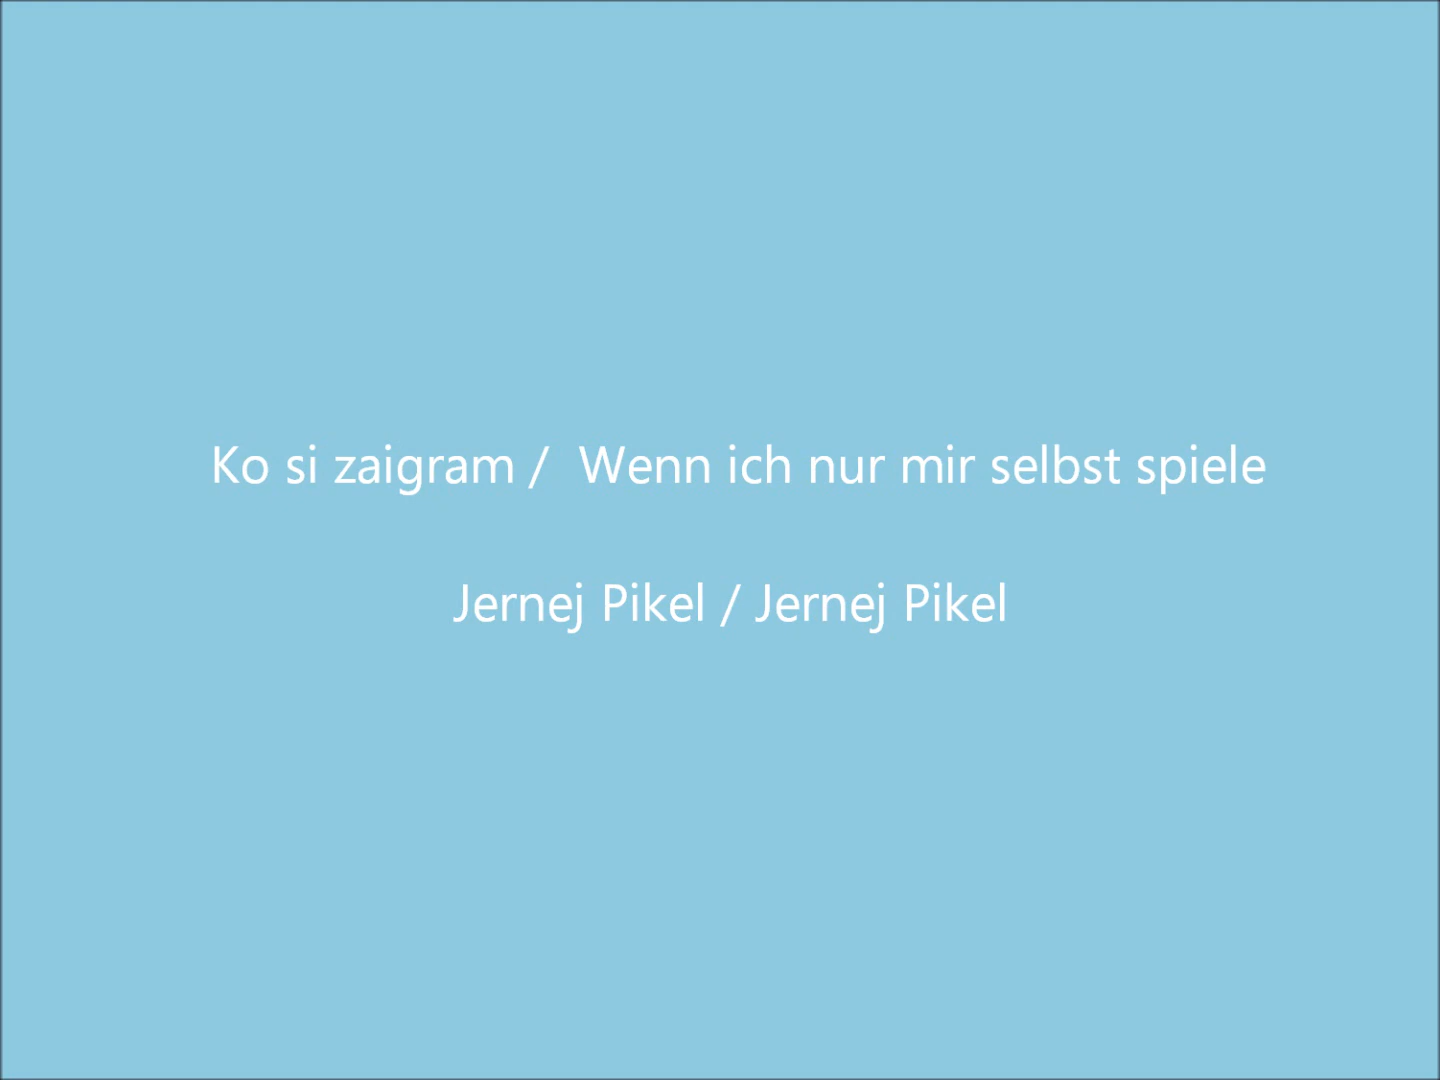 Ko si zaigram /  Wenn ich nur mir selbst spiele
Jernej Pikel / Jernej Pikel